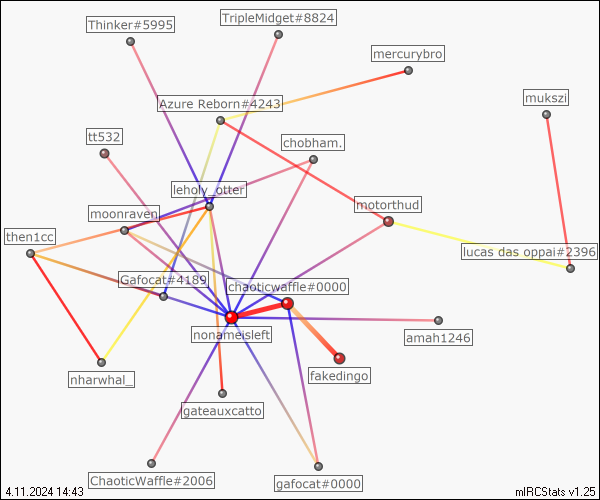 Thinker#5995
TripleMidget#8824
mercurybro
mukszi
Azure Reborn#4243
tt532
chobham.
leholy_otter
moonraven
motorthud
then1cc
lucas das oppai#2396
Gafocat#4189
chaoticwaffle#0000
nonameisleft
amah1246
nharwhal_
fakedingo
gateauxcatto
ChaoticWaffle#2006
gafocat#0000
4.11.2024 14:43
mIRCStats v1.25